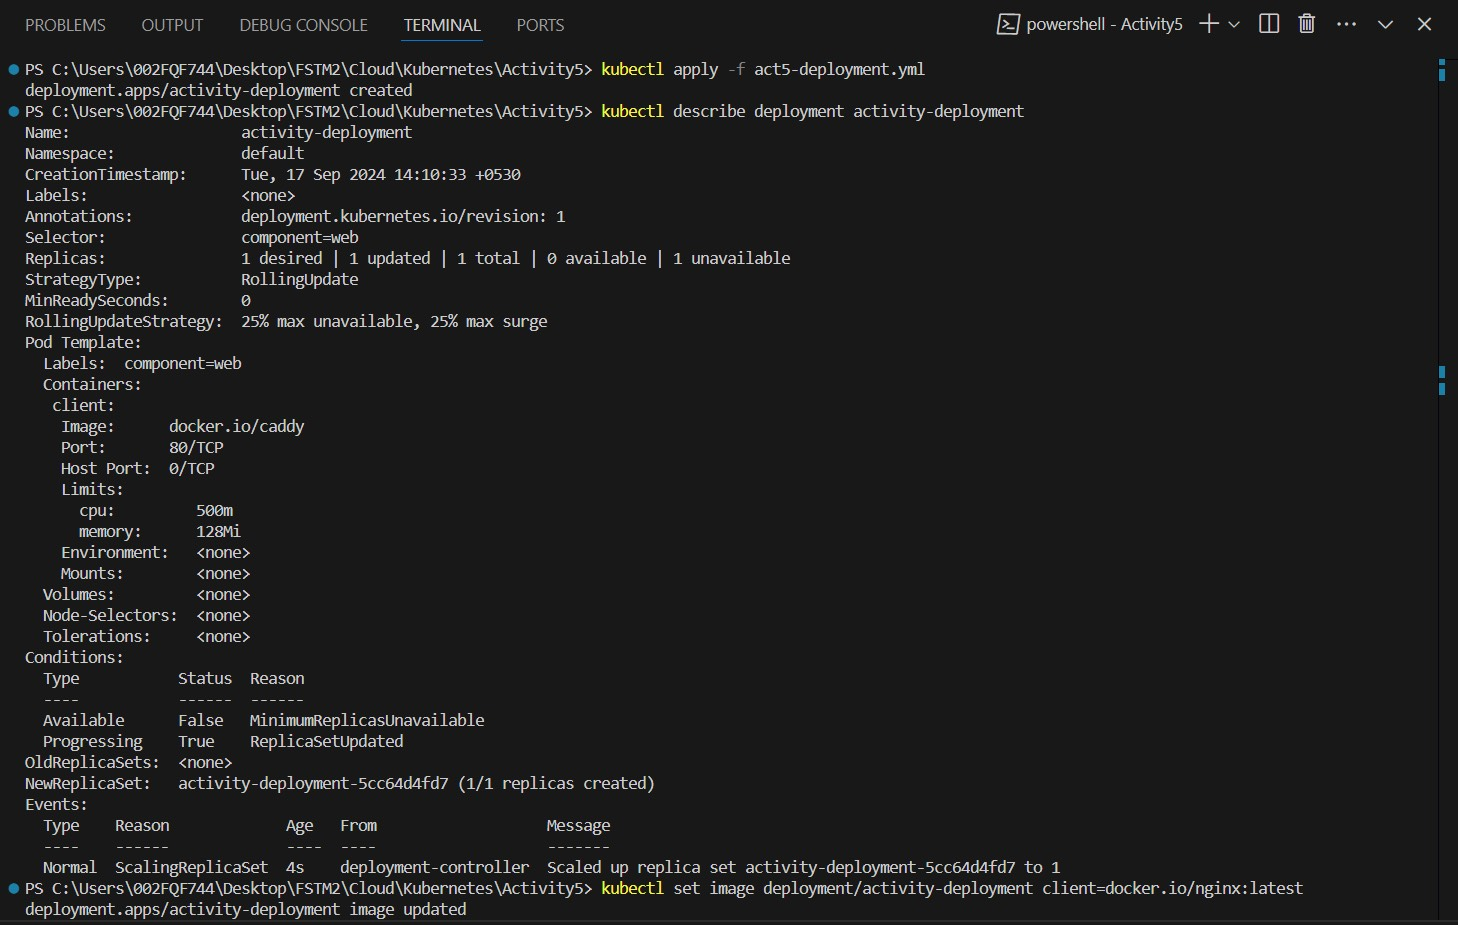 PROBLEMS OUTPUT DEBUG CONSOLE TERMINAL PORTS powershell - Activity5
PS C:\Users\002FQF744\Desktop\FSTM2\Cloud\Kubernetes\Activity5> kubectl apply -f act5-deployment.yml
deployment.apps/activity-deployment created
PS C:\Users\002FQF744\Desktop\FSTM2\Cloud\Kubernetes\Activity5> kubectl describe deployment activity-deployment
Name: activity-deployment
Namespace: default
CreationTimestamp: Tue, 17 Sep 2024 14:10:33 +0530
Labels: <none>
Annotations: deployment.kubernetes.io/revision: 1
Selector: component=web
Replicas: 1 desired | 1 updated | 1 total | 0 available | 1 unavailable
StrategyType: RollingUpdate
MinReadySeconds: 0
RollingUpdateStrategy: 25% max unavailable, 25% max surge
Pod Template:
Labels: component=web
Containers:
client:
Image: docker.io/caddy
Port: 80/TCP
Host Port: 0/TCP
Limits:
cpu: 500m
memory: 128Mi
Environment: <none>
Mounts: <none>
Volumes: <none>
Node-Selectors: <none>
Tolerations: <none>
Conditions:
Type Status Reason
---- ------ ------
Available False MinimumReplicasUnavailable
Progressing True ReplicaSetUpdated
OldReplicaSets: <none>
NewReplicaSet: activity-deployment-5cc64d4fd7 (1/1 replicas created)
Events:
Type Reason Age From Message
---- ------ ---- ---- -------
Normal ScalingReplicaSet 4s deployment-controller Scaled up replica set activity-deployment-5cc64d4fd7 to 1
PS C:\Users\002FQF744\Desktop\FSTM2\Cloud\Kubernetes\Activity5> kubectl set image deployment/activity-deployment client=docker.io/nginx:latest
deployment.apps/activity-deployment image updated